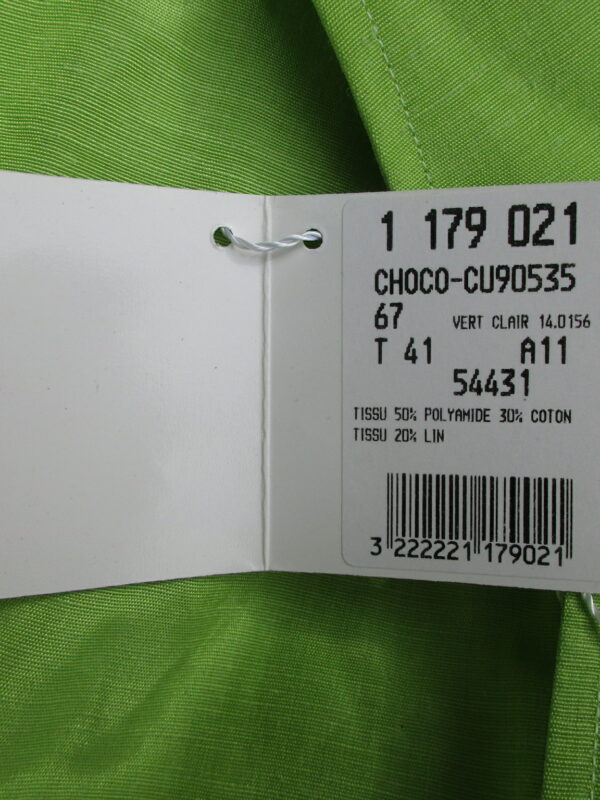 1 179 021
CHOCO-CU90535
67 VERT CLAIR 14.0156
T 41 A11
54431
TISSU 50% POLYAMIDE 30% COTON
TISSU 20% LIN
3 222221 179021